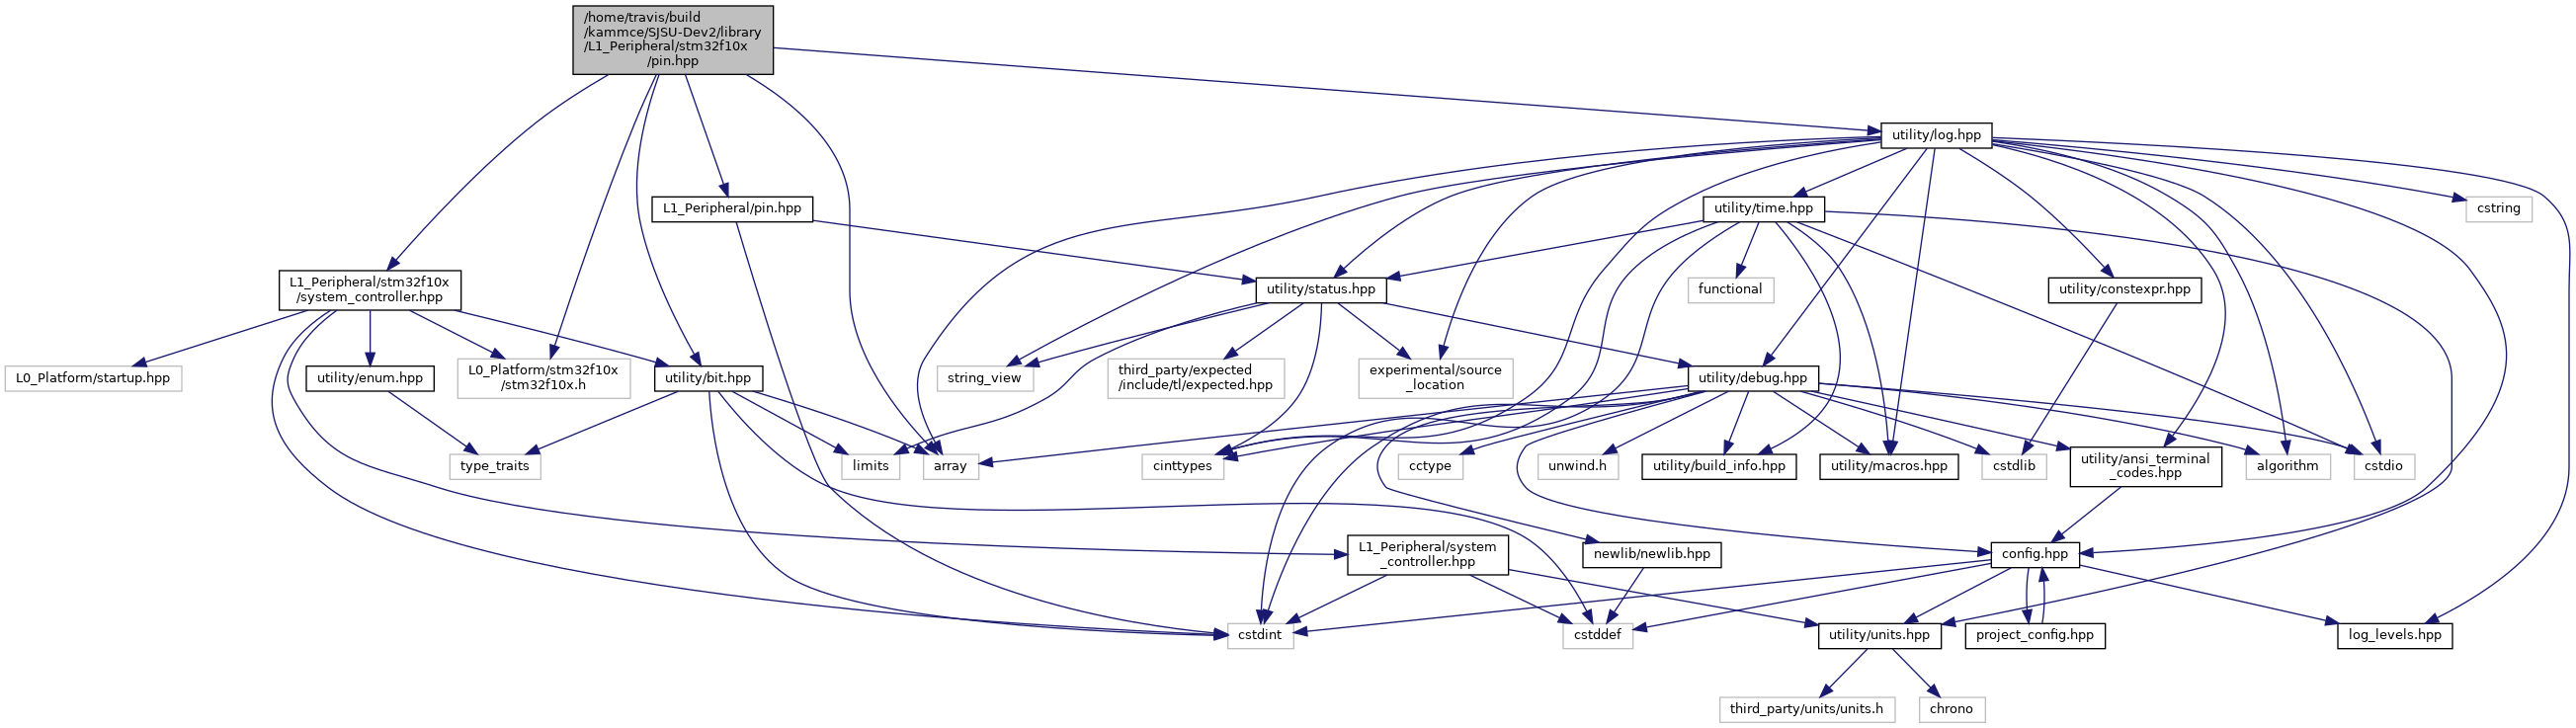 /home/travis/build
/kammce/SJSU-Dev2/library
/L1_Peripheral/stm32f10x
/pin.hpp
utility/log.hpp
L1_Peripheral/pin.hpp
utility/time.hpp
cstring
L1_Peripheral/stm32f10x
/system_controller.hpp
utility/status.hpp
functional
utility/constexpr.hpp
L0_Platform/startup.hpp
utility/enum.hpp
L0_Platform/stm32f10x
/stm32f10x.h
utility/bit.hpp
string_view
third_party/expected
/include/tl/expected.hpp
experimental/source
_location
utility/debug.hpp
type_traits
limits
array
cinttypes
cctype
unwind.h
utility/build_info.hpp
utility/macros.hpp
cstdlib
utility/ansi_terminal
_codes.hpp
algorithm
cstdio
L1_Peripheral/system
_controller.hpp
newlib/newlib.hpp
config.hpp
cstdint
cstddef
utility/units.hpp
project_config.hpp
log_levels.hpp
third_party/units/units.h
chrono